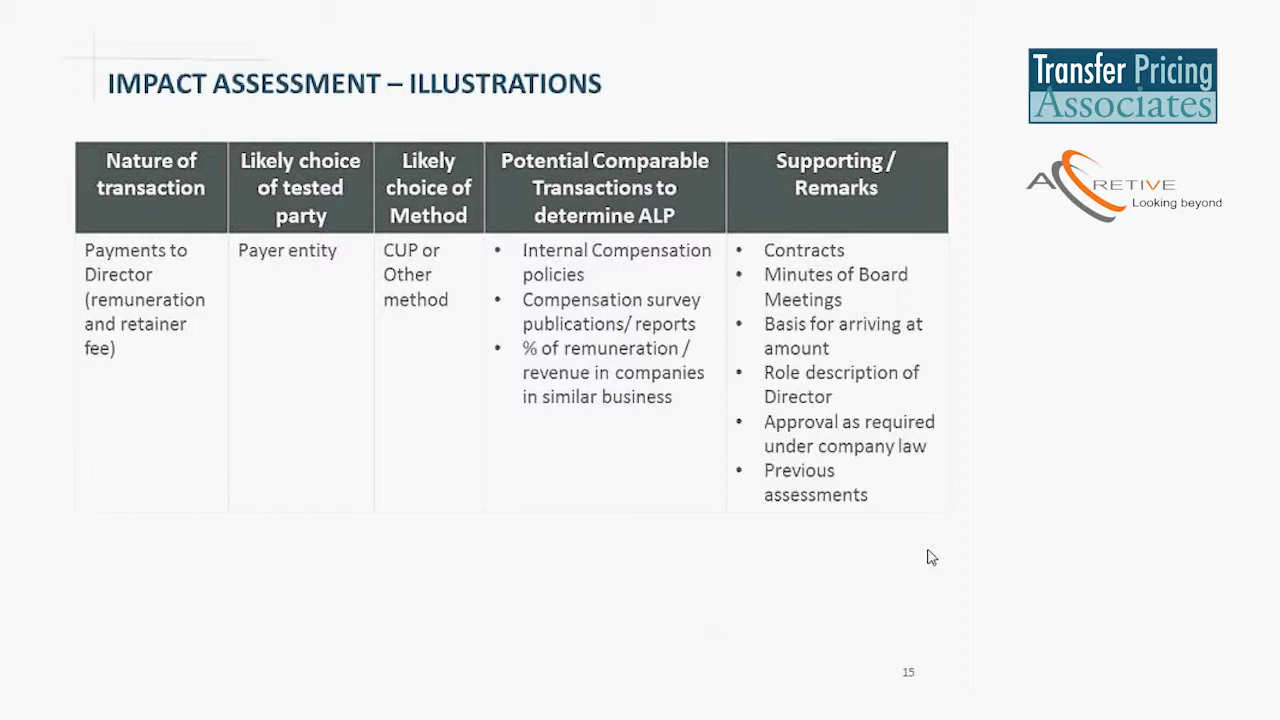 IMPACT ASSESSMENT – ILLUSTRATIONS
Transfer Pricing
Associates
ACCRETIVE
Looking beyond
Nature of
transaction
Likely choice
of tested
party
Likely
choice of
Method
Potential Comparable
Transactions to
determine ALP
Supporting /
Remarks
Payments to
Director
(remuneration
and retainer
fee)
Payer entity
CUP or
Other
method
• Internal Compensation
policies
• Compensation survey
publications/ reports
• % of remuneration /
revenue in companies
in similar business
• Contracts
• Minutes of Board
Meetings
• Basis for arriving at
amount
• Role description of
Director
• Approval as required
under company law
• Previous
assessments
15